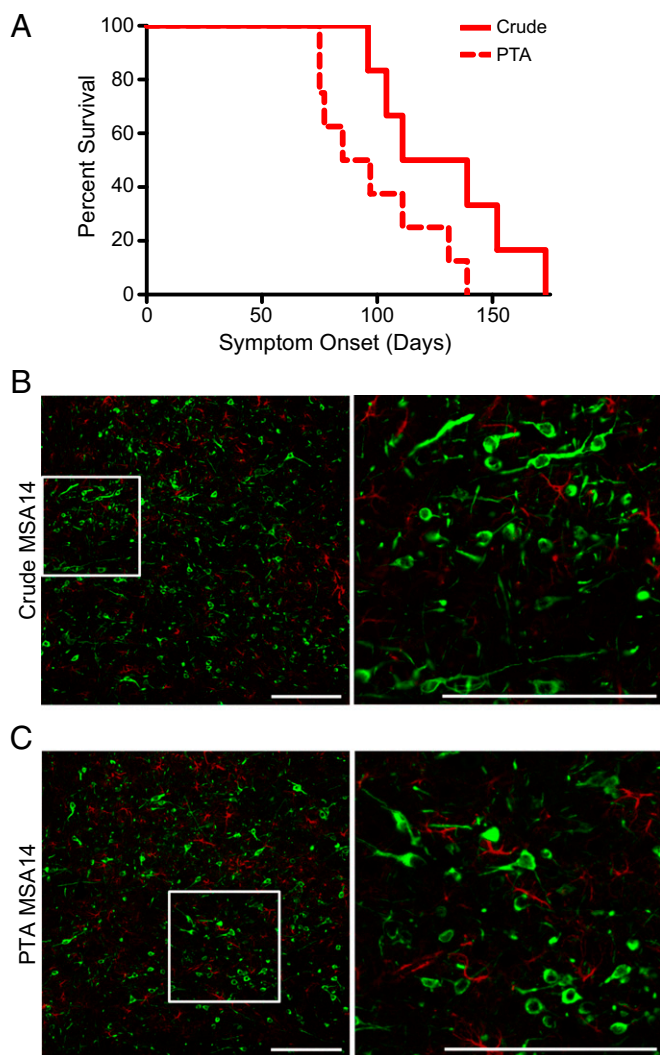 A
Crude
PTA
Percent Survival
100
80
60
40
20
0
0 50 100 150
Symptom Onset (Days)
B
Crude MSA14
C
PTA MSA14